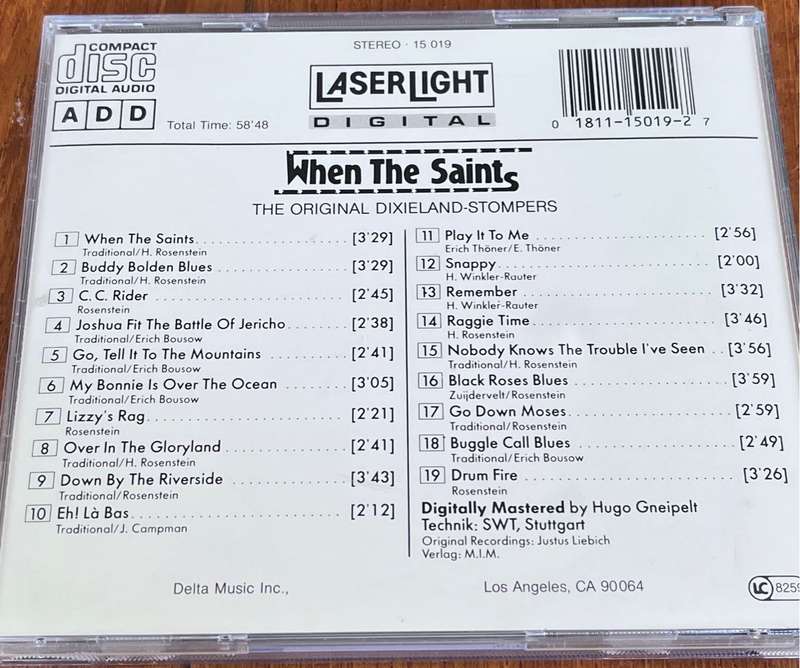 COMPACT
disc
DIGITAL AUDIO
A D D
Total Time: 58'48
STEREO · 15 019
LASERLIGHT
DIGITAL
0 1811-15019-2 7
When The Saints
THE ORIGINAL DIXIELAND-STOMPERS
1 When The Saints [3'29]
Traditional/H. Rosenstein
2 Buddy Bolden Blues [3'29]
Traditional/H. Rosenstein
3 C.C. Rider [2'45]
Rosenstein
4 Joshua Fit The Battle Of Jericho [2'38]
Traditional/Erich Bousow
5 Go, Tell It To The Mountains [2'41]
Traditional/Erich Bousow
6 My Bonnie Is Over The Ocean [3'05]
Traditional/Erich Bousow
7 Lizzy's Rag [2'21]
Rosenstein
8 Over In The Gloryland [2'41]
Traditional/H. Rosenstein
9 Down By The Riverside [3'43]
Traditional/Rosenstein
10 Eh! Là Bas [2'12]
Traditional/J. Campman
11 Play It To Me [2'56]
Erich Thöner/E. Thöner
12 Snappy [2'00]
H. Winkler-Rauter
13 Remember [3'32]
H. Winkler-Rauter
14 Raggie Time [3'46]
H. Rosenstein
15 Nobody Knows The Trouble I've Seen [3'56]
Traditional/H. Rosenstein
16 Black Roses Blues [3'59]
Zuijdervelt/Rosenstein
17 Go Down Moses [2'59]
Traditional/Rosenstein
18 Buggle Call Blues [2'49]
Traditional/Erich Bousow
19 Drum Fire [3'26]
Rosenstein
Digitally Mastered by Hugo Gneipelt
Technik: SWT, Stuttgart
Original Recordings: Justus Liebich
Verlag: M.I.M.
Delta Music Inc., Los Angeles, CA 90064
LC 8259